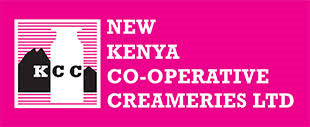 KCC
NEW
KENYA
CO-OPERATIVE
CREAMERIES LTD